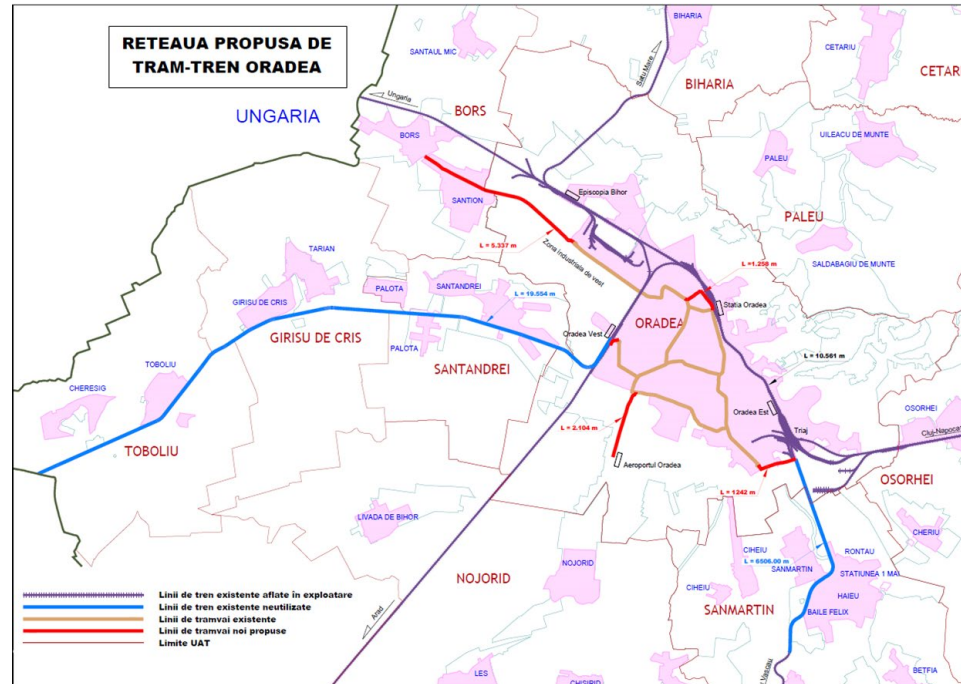 RETEAUA PROPUSA DE
TRAM-TREN ORADEA
UNGARIA
SANTAUL MIC
BIHARIA
CETARIU
CETAR
BORS
BIHARIA
Ungaria
Satu Mare
BORS
SANTION
UILEACU DE MUNTE
PALEU
Episcopia Bihor
PALEU
L = 5.337 m
Zona Industriala de vest
TARIAN
SALDABAGIU DE MUNTE
L =1.258 m
GIRISU DE CRIS
PALOTA
SANTANDREI
L = 19.554 m
Statia Oradea
ORADEA
Oradea Vest
GIRISU DE CRIS
PALOTA
SANTANDREI
L = 10.561 m
TOBOLIU
CHERESIG
Oradea Est
OSORHEI
L = 2.104 m
Triaj
Cluj-Napoca
TOBOLIU
Aeroportul Oradea
L = 1242 m
OSORHEI
LIVADA DE BIHOR
CHERIU
NOJORID
NOJORID
CIHEIU
RONTAU
L = 6506.00 m
SANMARTIN
STATIUNEA 1 MAI
CIHEIU
HAIEU
SANMARTIN
BAILE FELIX
Arad
Linii de tren existente aflate în exploatare
Linii de tren existente neutilizate
Linii de tramvai existente
Linii de tramvai noi propuse
Limite UAT
Vascau
LES
CHISIRID
BETFIA